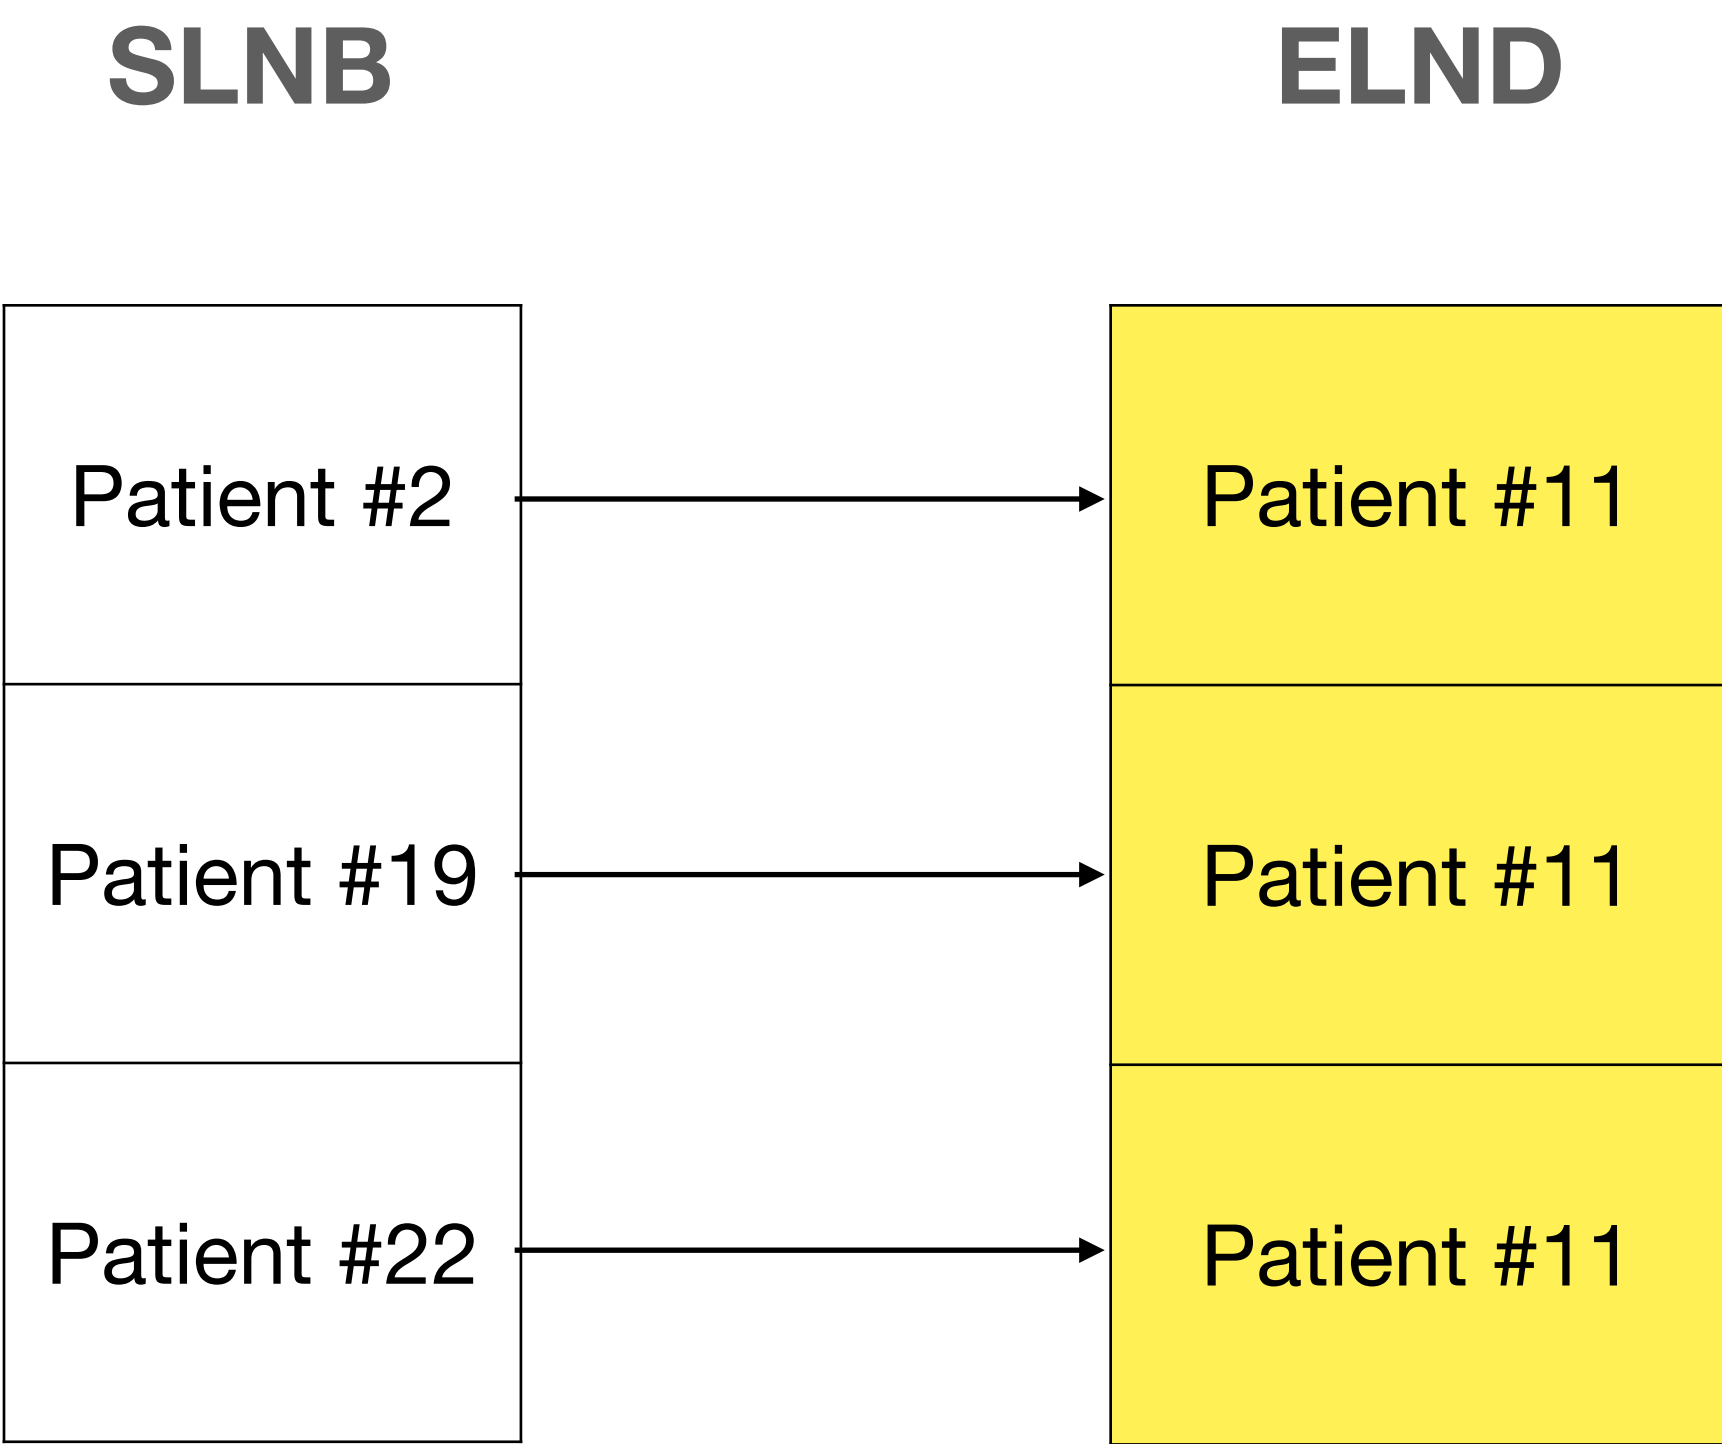 SLNB
ELND
Patient #2
Patient #11
Patient #19
Patient #11
Patient #22
Patient #11